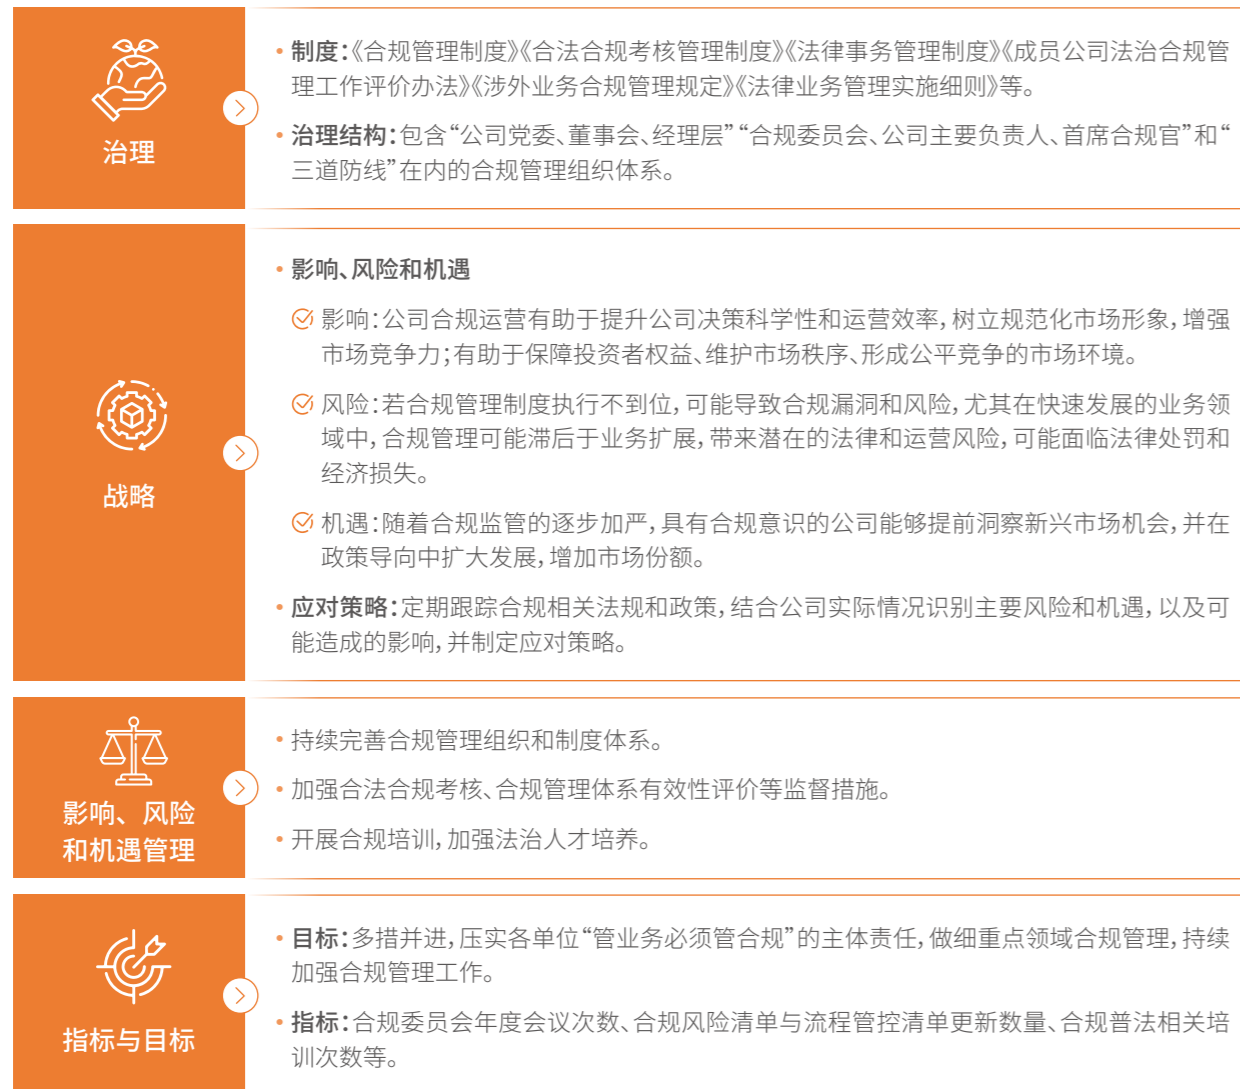 治理
• 制度：《合规管理制度》《合法合规考核管理制度》《法律事务管理制度》《成员公司法治合规管
理工作评价办法》《涉外业务合规管理规定》《法律业务管理实施细则》等。
• 治理结构：包含“公司党委、董事会、经理层”“合规委员会、公司主要负责人、首席合规官”和“
三道防线”在内的合规管理组织体系。
战略
• 影响、风险和机遇
影响：公司合规运营有助于提升公司决策科学性和运营效率，树立规范化市场形象，增强
市场竞争力；有助于保障投资者权益、维护市场秩序、形成公平竞争的市场环境。
风险：若合规管理制度执行不到位，可能导致合规漏洞和风险，尤其在快速发展的业务领
域中，合规管理可能滞后于业务扩展，带来潜在的法律和运营风险，可能面临法律处罚和
经济损失。
机遇：随着合规监管的逐步加严，具有合规意识的公司能够提前洞察新兴市场机会，并在
政策导向中扩大发展，增加市场份额。
• 应对策略：定期跟踪合规相关法规和政策，结合公司实际情况识别主要风险和机遇，以及可
能造成的影响，并制定应对策略。
影响、风险
和机遇管理
• 持续完善合规管理组织和制度体系。
• 加强合法合规考核、合规管理体系有效性评价等监督措施。
• 开展合规培训，加强法治人才培养。
指标与目标
• 目标：多措并进，压实各单位“管业务必须管合规”的主体责任，做细重点领域合规管理，持续
加强合规管理工作。
• 指标：合规委员会年度会议次数、合规风险清单与流程管控清单更新数量、合规普法相关培
训次数等。